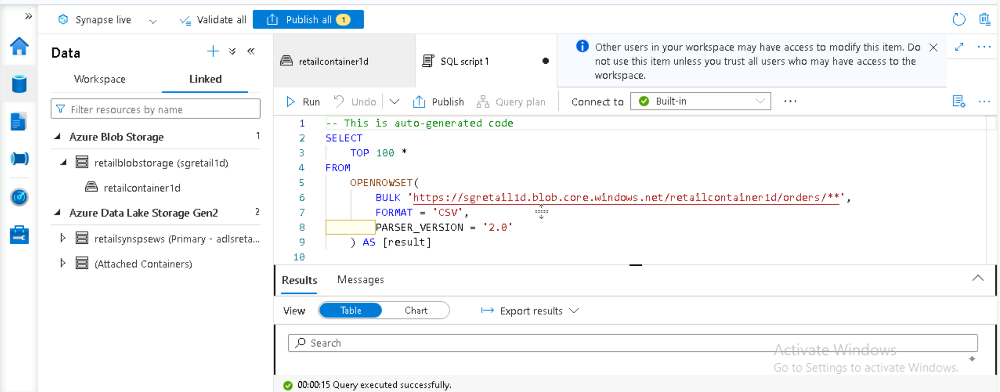 Synapse live
Validate all
Publish all 1
Data
Workspace
Linked
Filter resources by name
Azure Blob Storage 1
retailblobstorage (sgretail1d)
retailcontainer1d
Azure Data Lake Storage Gen2 2
retailsynspsews (Primary - adlsreta...
(Attached Containers)
retailcontainer1d
SQL script 1
Other users in your workspace may have access to modify this item. Do
not use this item unless you trust all users who may have access to the
workspace.
Run
Undo
Publish
Query plan
Connect to
Built-in
1 -- This is auto-generated code
2 SELECT
3 TOP 100 *
4 FROM
5 OPENROWSET(
6 BULK 'https://sgretail1d.blob.core.windows.net/retailcontainer1d/orders/**',
7 FORMAT = 'CSV',
8 PARSER_VERSION = '2.0'
9 ) AS [result]
10
Results
Messages
View
Table
Chart
Export results
Search
Activate Windows
Go to Settings to activate Windows.
00:00:15 Query executed successfully.